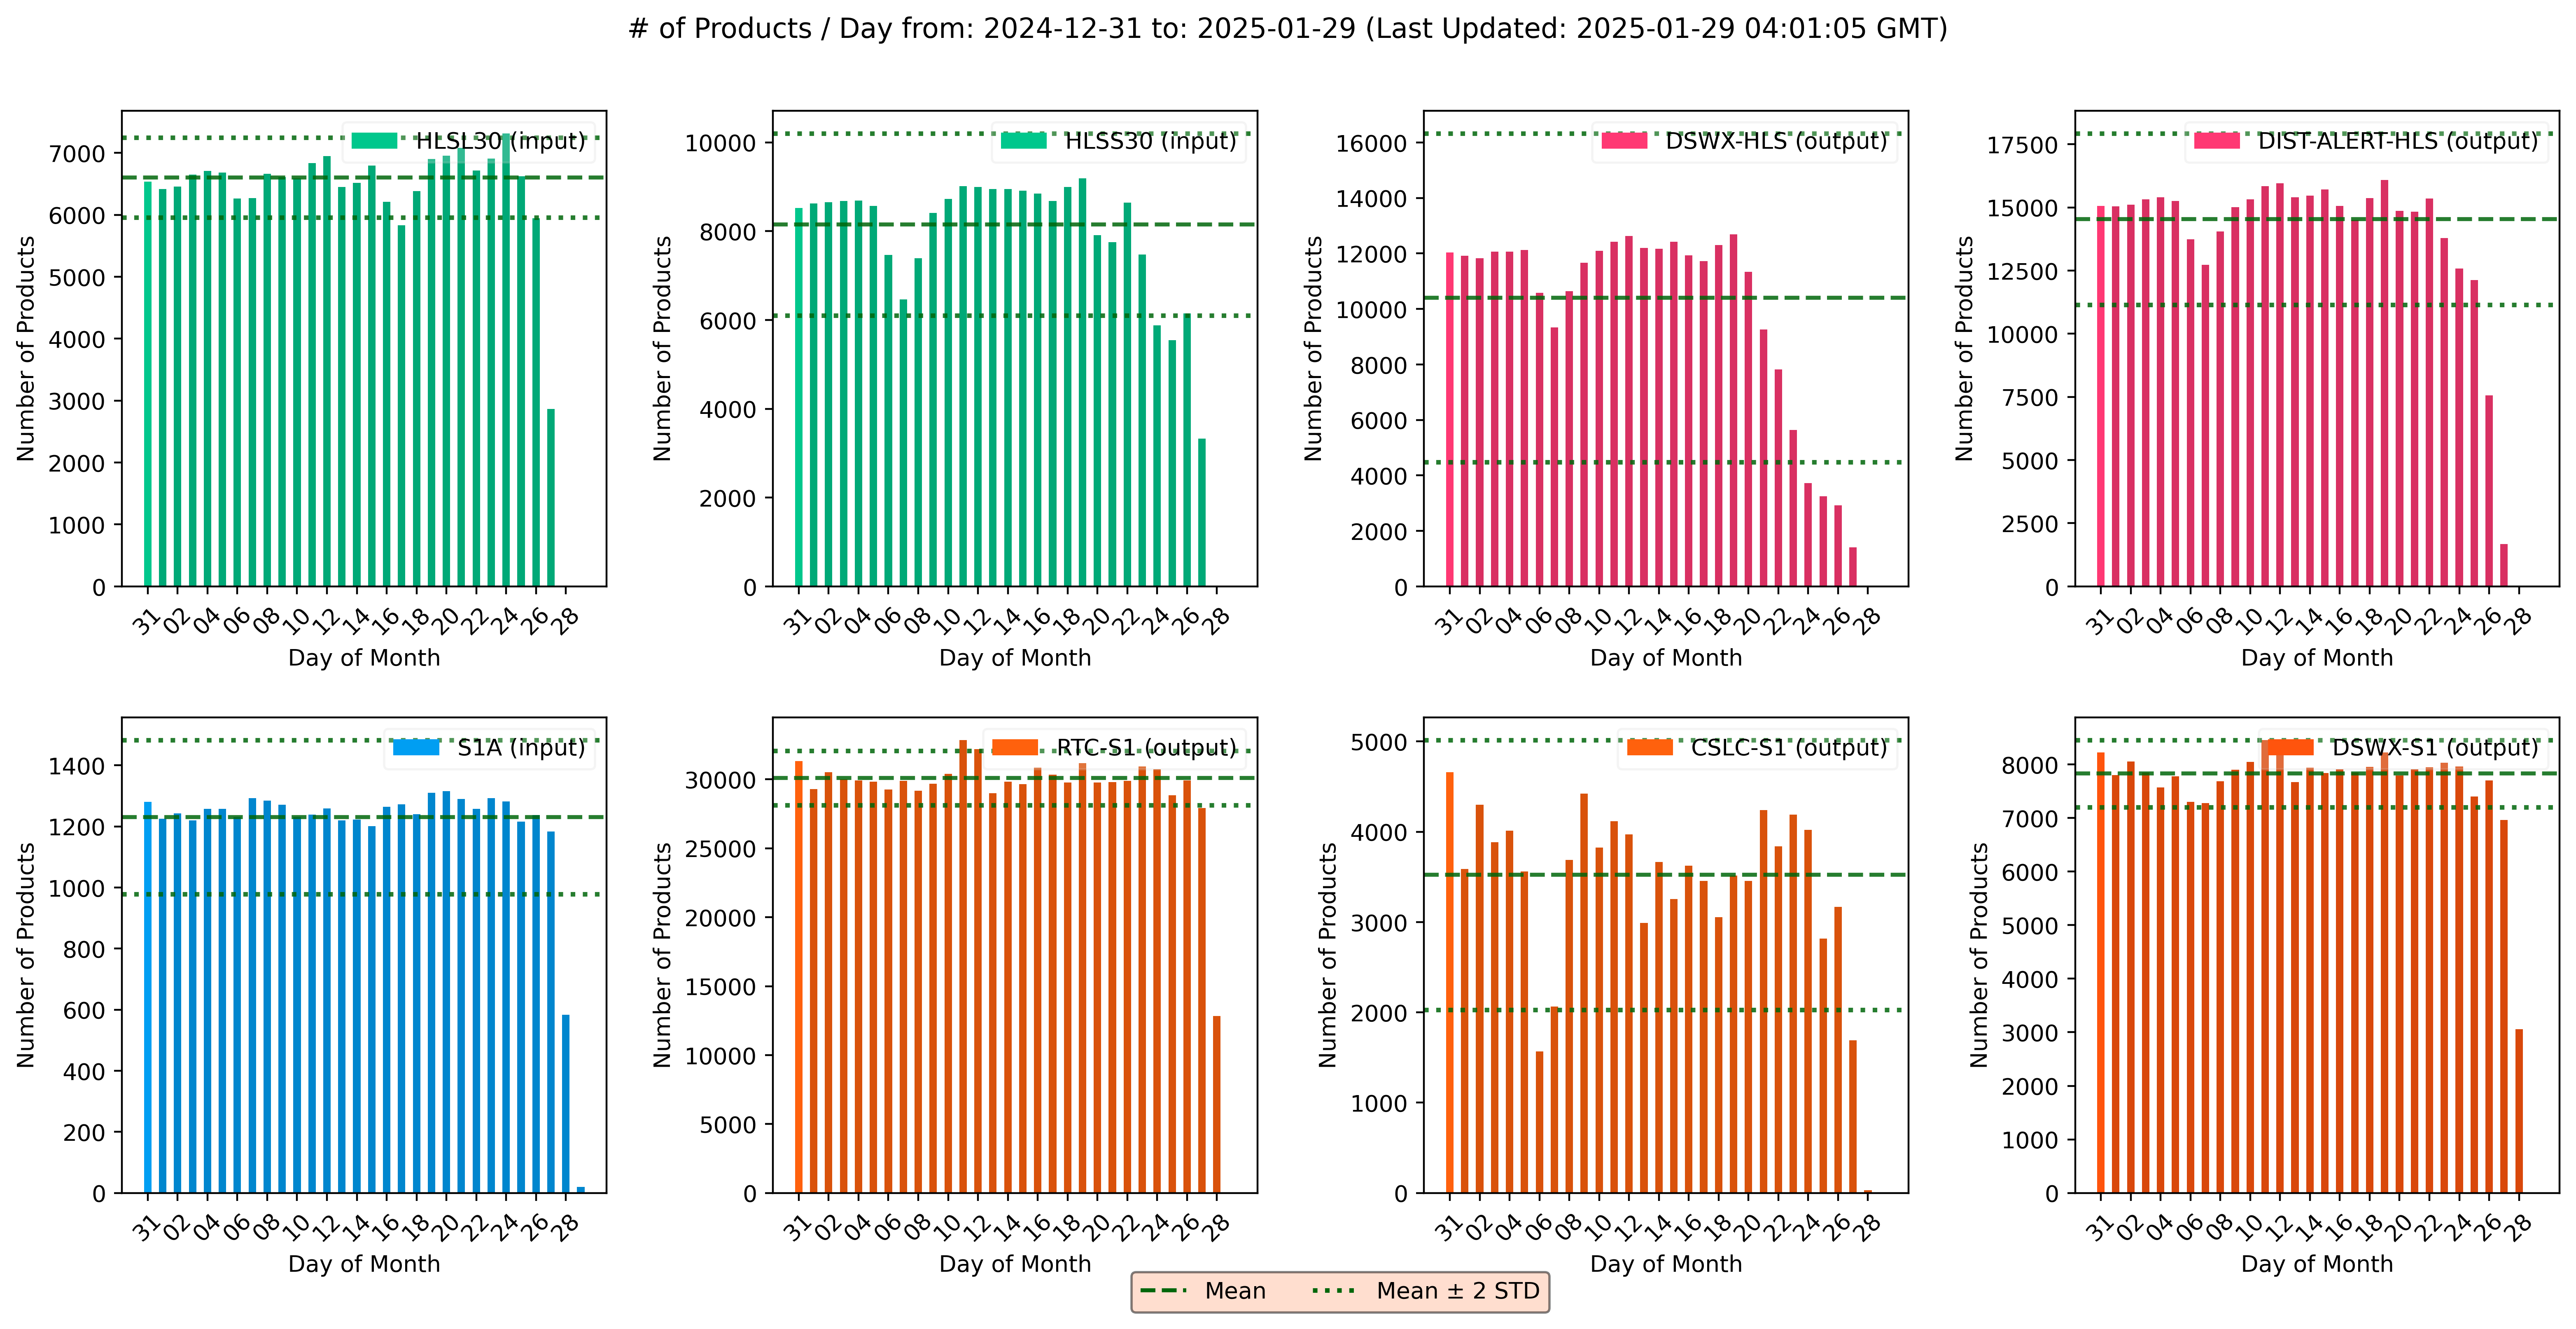 # of Products / Day from: 2024-12-31 to: 2025-01-29 (Last Updated: 2025-01-29 04:01:05 GMT)
HLSL30 (input)
Number of Products
7000
6000
5000
4000
3000
2000
1000
0
31 02 04 06 08 10 12 14 16 18 20 22 24 26 28
Day of Month
HLSS30 (input)
Number of Products
10000
8000
6000
4000
2000
0
31 02 04 06 08 10 12 14 16 18 20 22 24 26 28
Day of Month
DSWX-HLS (output)
Number of Products
16000
14000
12000
10000
8000
6000
4000
2000
0
31 02 04 06 08 10 12 14 16 18 20 22 24 26 28
Day of Month
DIST-ALERT-HLS (output)
Number of Products
17500
15000
12500
10000
7500
5000
2500
0
31 02 04 06 08 10 12 14 16 18 20 22 24 26 28
Day of Month
S1A (input)
Number of Products
1400
1200
1000
800
600
400
200
0
31 02 04 06 08 10 12 14 16 18 20 22 24 26 28
Day of Month
RTC-S1 (output)
Number of Products
30000
25000
20000
15000
10000
5000
0
31 02 04 06 08 10 12 14 16 18 20 22 24 26 28
Day of Month
CSLC-S1 (output)
Number of Products
5000
4000
3000
2000
1000
0
31 02 04 06 08 10 12 14 16 18 20 22 24 26 28
Day of Month
DSWX-S1 (output)
Number of Products
8000
7000
6000
5000
4000
3000
2000
1000
0
31 02 04 06 08 10 12 14 16 18 20 22 24 26 28
Day of Month
Mean
Mean ± 2 STD